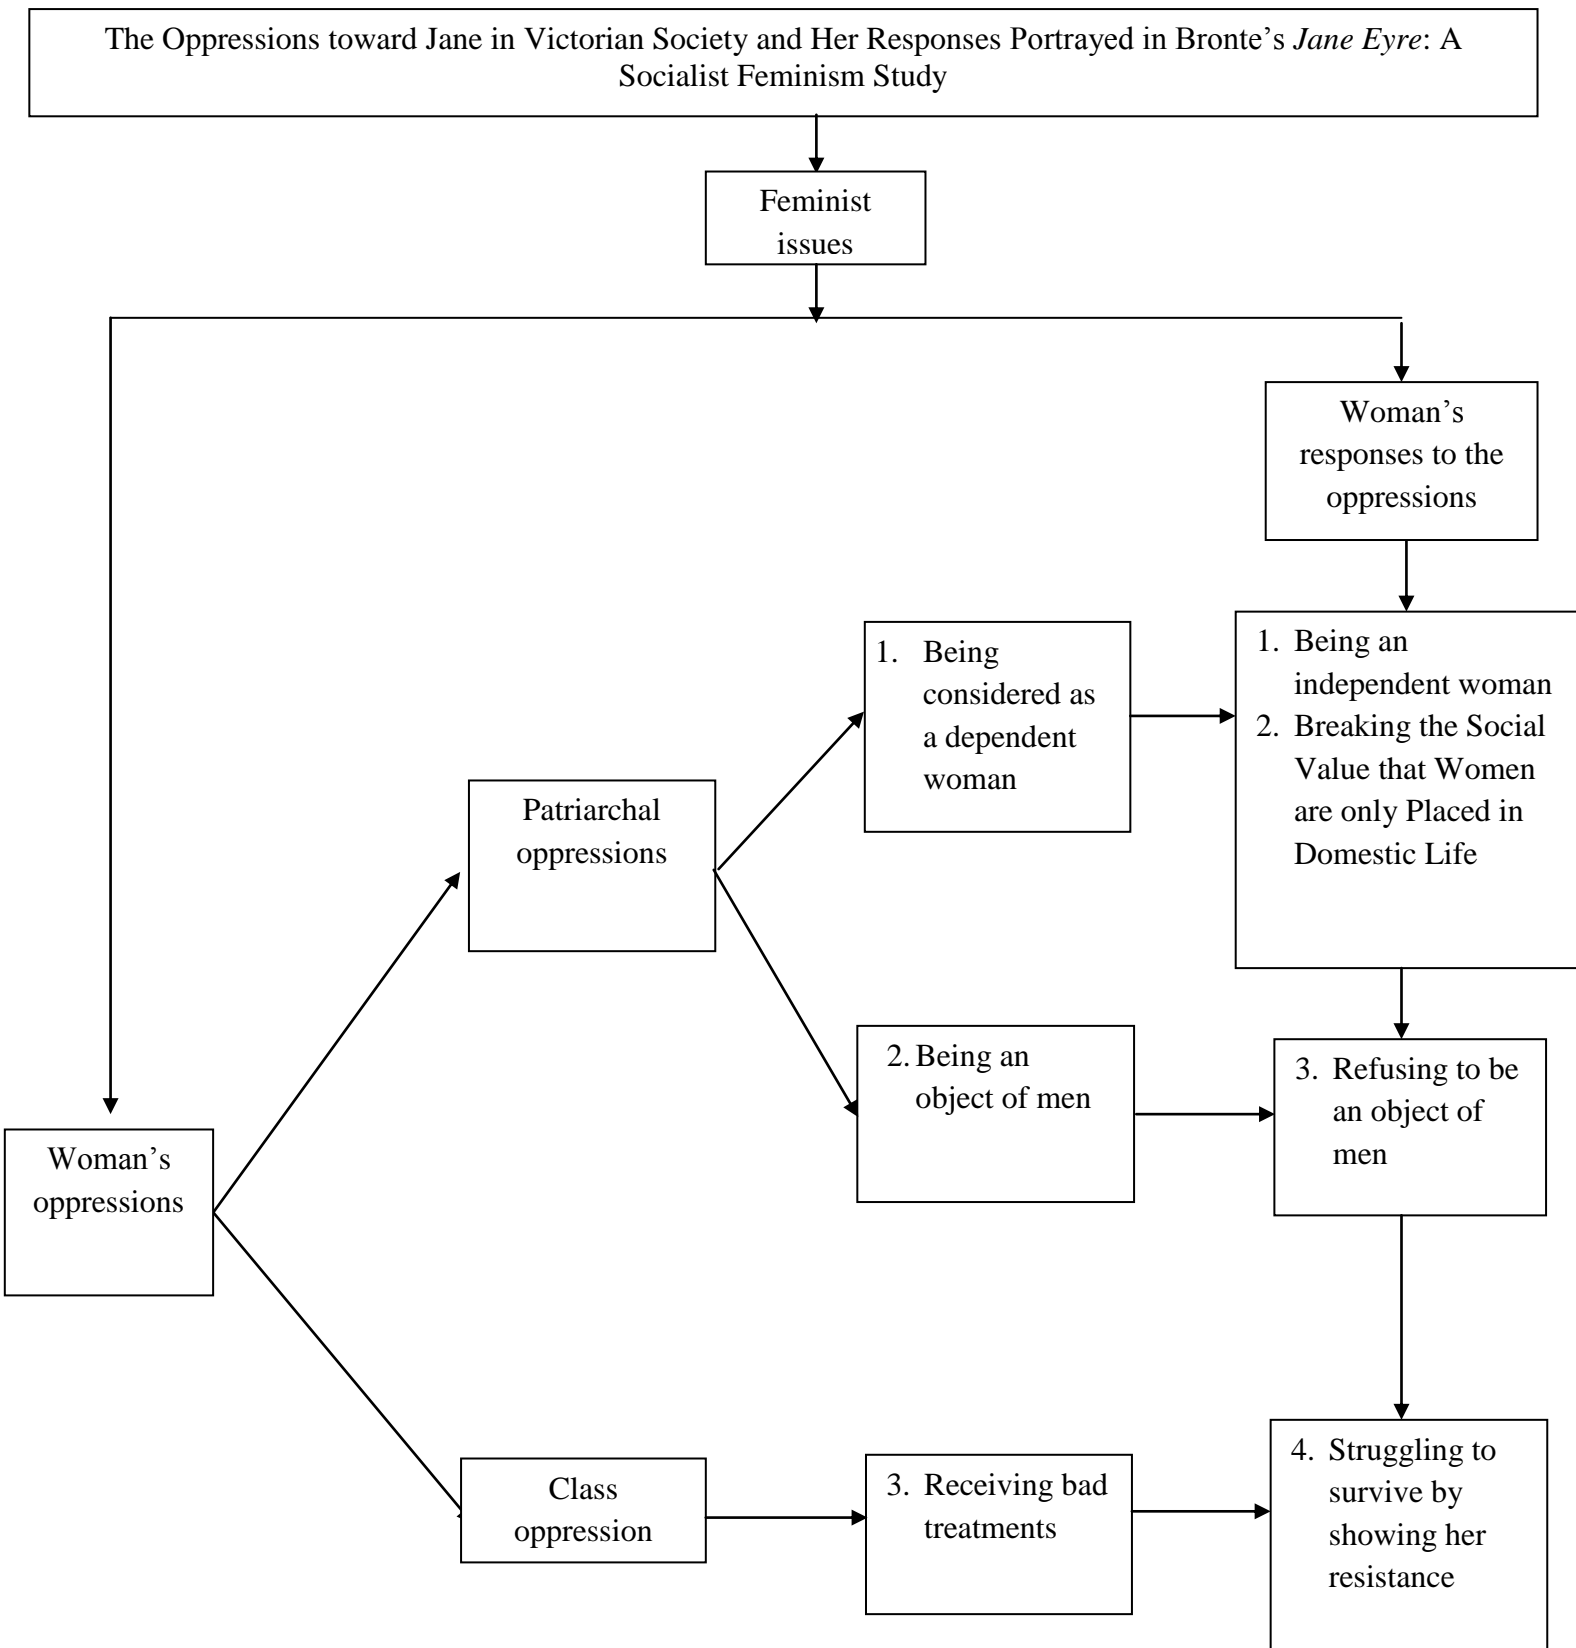 The Oppressions toward Jane in Victorian Society and Her Responses Portrayed in Bronte’s Jane Eyre: A
Socialist Feminism Study
Feminist
issues
Woman’s
responses to the
oppressions
1. Being
considered as
a dependent
woman
1. Being an
independent woman
2. Breaking the Social
Value that Women
are only Placed in
Domestic Life
Patriarchal
oppressions
2. Being an
object of men
3. Refusing to be
an object of
men
Woman’s
oppressions
Class
oppression
3. Receiving bad
treatments
4. Struggling to
survive by
showing her
resistance